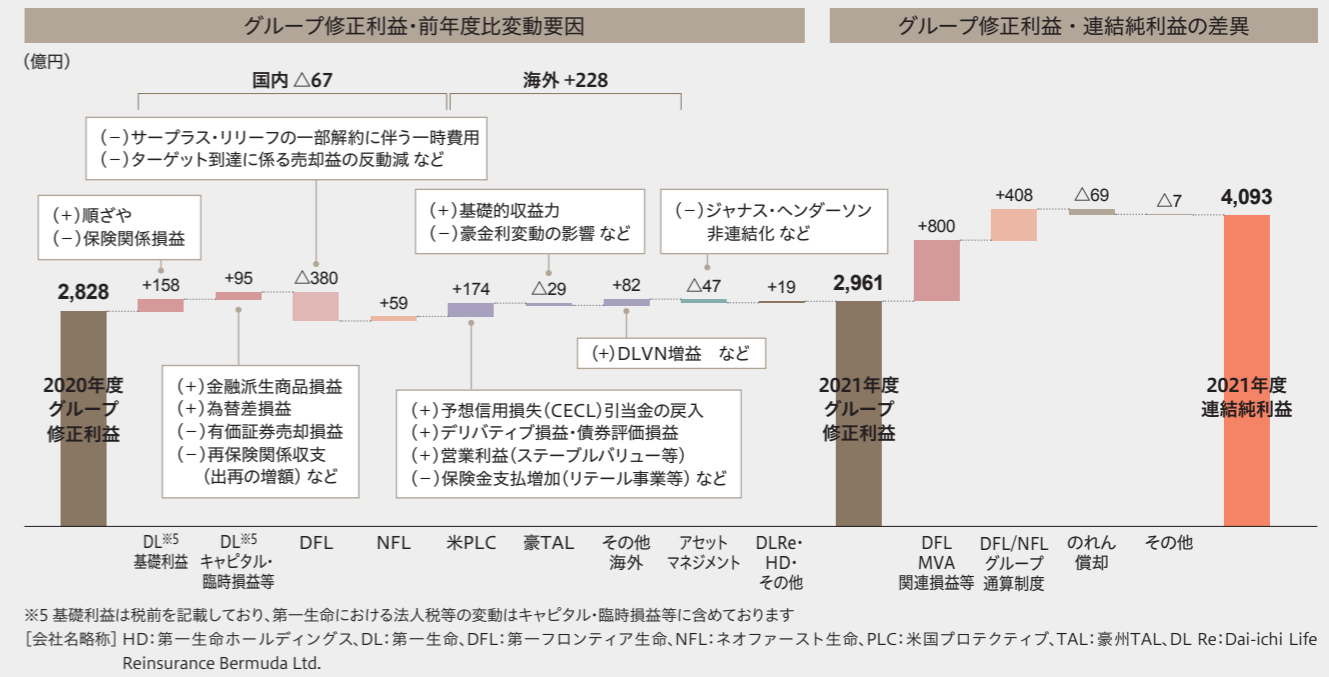 グループ修正利益・前年度比変動要因
グループ修正利益・連結純利益の差異
（億円）
国内 △67
海外 +228
（－）サープラス・リリーフの一部解約に伴う一時費用
（－）ターゲット到達に係る売却益の反動減 など
（＋）順ざや
（－）保険関係損益
（＋）基礎的収益力
（－）豪金利変動の影響 など
（－）ジャナス・ヘンダーソン
非連結化 など
2,828
+158
+95
△380
+59
+174
△29
+82
△47
+19
2,961
+800
+408
△69
△7
4,093
（＋）DLVN増益　など
（＋）金融派生商品損益
（＋）為替差損益
（－）有価証券売却損益
（－）再保険関係収支
（出再の増額）など
（＋）予想信用損失（CECL）引当金の戻入
（＋）デリバティブ損益・債券評価損益
（＋）営業利益（ステーブルバリュー等）
（－）保険金支払増加（リテール事業等）など
2020年度
グループ
修正利益
2021年度
グループ
修正利益
2021年度
連結純利益
DL※5
基礎利益
DL※5
キャピタル・
臨時損益等
DFL
NFL
米PLC
豪TAL
その他
海外
アセット
マネジメント
DLRe・
HD・
その他
DFL
MVA
関連損益等
DFL/NFL
グループ
通算制度
のれん
償却
その他
※5 基礎利益は税前を記載しており、第一生命における法人税等の変動はキャピタル・臨時損益等に含めております
［会社名略称］HD：第一生命ホールディングス、DL：第一生命、DFL：第一フロンティア生命、NFL：ネオファースト生命、PLC：米国プロテクティブ、TAL：豪州TAL、DL Re：Dai-ichi Life
Reinsurance Bermuda Ltd.